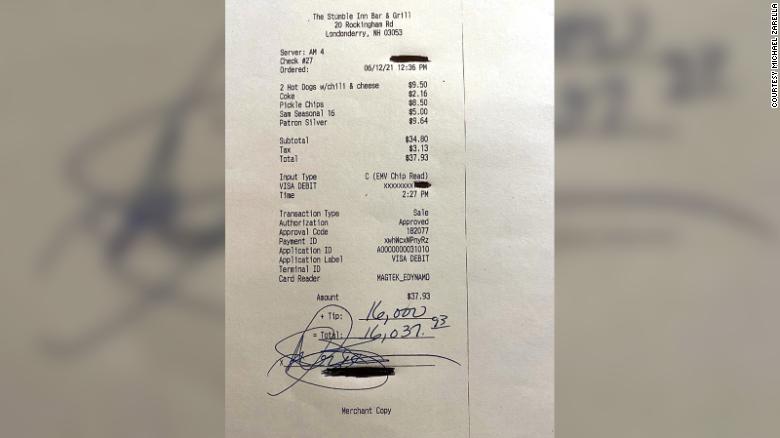 The Stumble Inn Bar & Grill
20 Rockingham Rd
Londonderry, NH 03053
Server: AM 4
Check #27
Ordered: 06/12/21 12:36 PM
2 Hot Dogs w/chili & cheese $9.50
Coke $2.16
Pickle Chips $8.50
Sam Seasonal 16 $5.00
Patron Silver $9.64
Subtotal $34.80
Tax $3.13
Total $37.93
Input Type C (EMV Chip Read)
VISA DEBIT xxxxxxxx
Time 2:27 PM
Transaction Type Sale
Authorization Approved
Approval Code 182077
Payment ID xwhWcxWPnyRz
Application ID A0000000031010
Application Label VISA DEBIT
Terminal ID
Card Reader MAGTEK_EDYNAMO
Amount $37.93
+ Tip: 16,000
= Total: 16,037.93
x
Merchant Copy
COURTESY MICHAEL ZARELLA